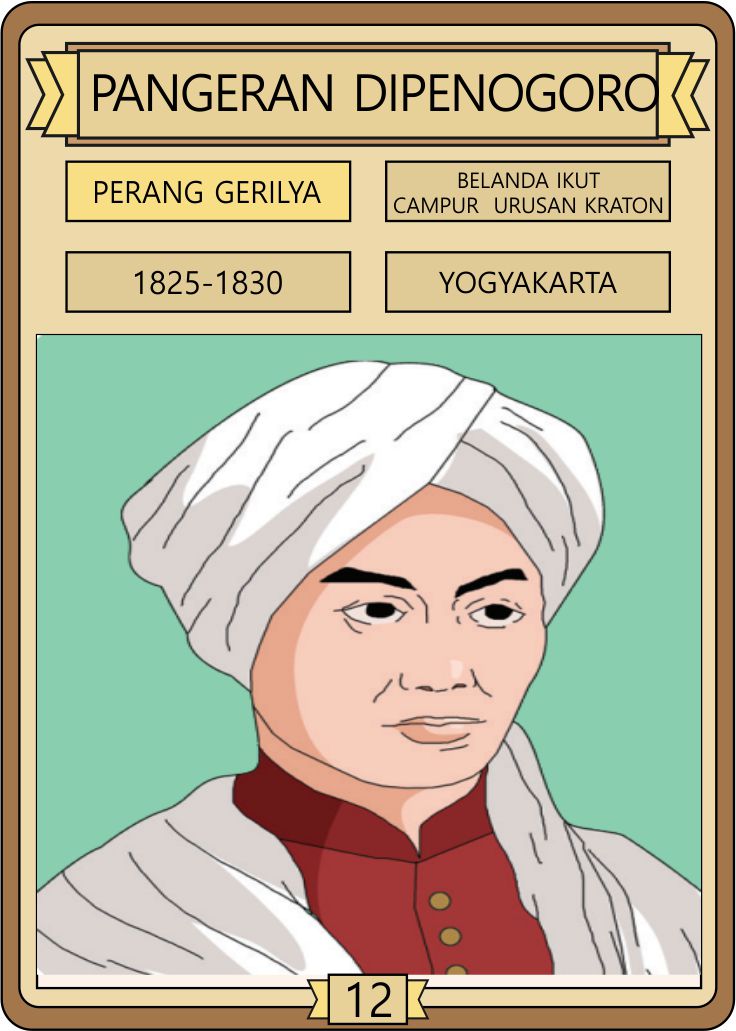 PANGERAN DIPENOGORO
PERANG GERILYA
BELANDA IKUT
CAMPUR URUSAN KRATON
1825-1830
YOGYAKARTA
12